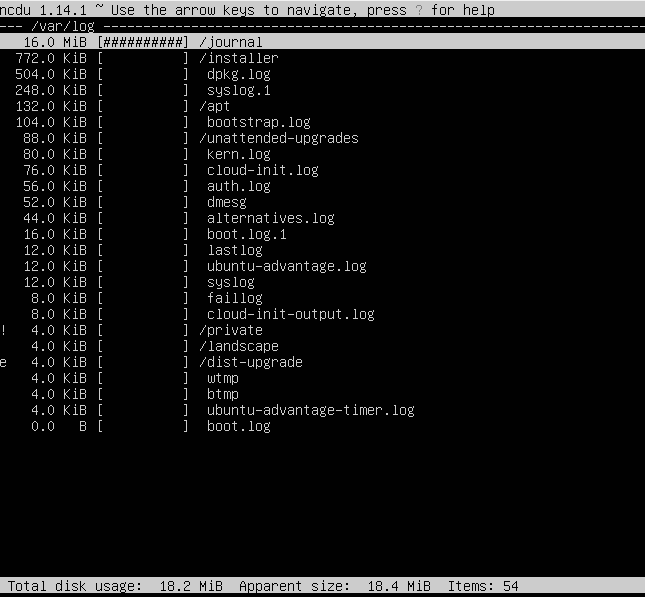 ncdu 1.14.1 ~ Use the arrow keys to navigate, press ? for help
--- /var/log ----------------------------------------------------------------------
   16.0 MiB [##########] /journal
  772.0 KiB [          ] /installer
  504.0 KiB [          ]  dpkg.log
  248.0 KiB [          ]  syslog.1
  132.0 KiB [          ] /apt
  104.0 KiB [          ]  bootstrap.log
   88.0 KiB [          ] /unattended-upgrades
   80.0 KiB [          ]  kern.log
   76.0 KiB [          ]  cloud-init.log
   56.0 KiB [          ]  auth.log
   52.0 KiB [          ]  dmesg
   44.0 KiB [          ]  alternatives.log
   16.0 KiB [          ]  boot.log.1
   12.0 KiB [          ]  lastlog
   12.0 KiB [          ]  ubuntu-advantage.log
   12.0 KiB [          ]  syslog
    8.0 KiB [          ]  faillog
    8.0 KiB [          ]  cloud-init-output.log
!   4.0 KiB [          ] /private
    4.0 KiB [          ] /landscape
e   4.0 KiB [          ] /dist-upgrade
    4.0 KiB [          ]  wtmp
    4.0 KiB [          ]  btmp
    4.0 KiB [          ]  ubuntu-advantage-timer.log
    0.0   B [          ]  boot.log
Total disk usage:  18.2 MiB  Apparent size:  18.4 MiB  Items: 54